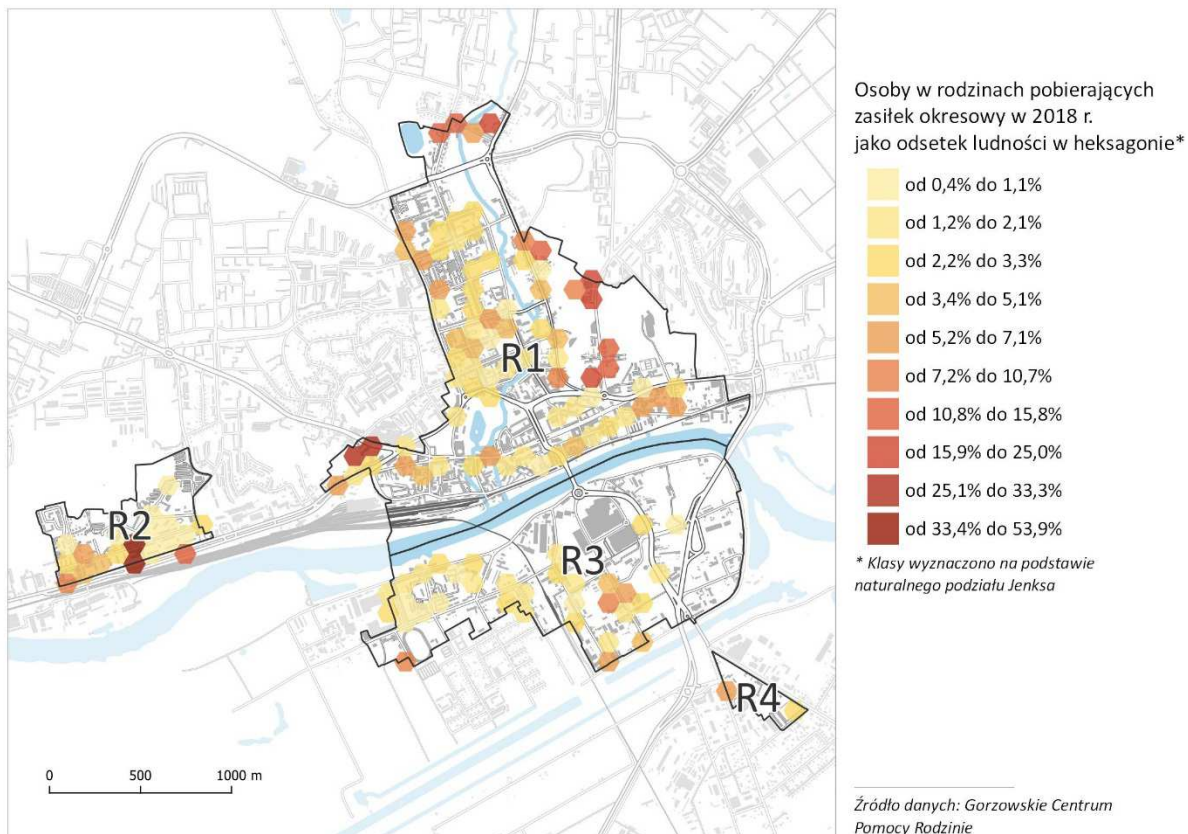 Osoby w rodzinach pobierających
zasiłek okresowy w 2018 r.
jako odsetek ludności w heksagonie*
od 0,4% do 1,1%
od 1,2% do 2,1%
od 2,2% do 3,3%
od 3,4% do 5,1%
od 5,2% do 7,1%
od 7,2% do 10,7%
od 10,8% do 15,8%
od 15,9% do 25,0%
od 25,1% do 33,3%
od 33,4% do 53,9%
* Klasy wyznaczono na podstawie
naturalnego podziału Jenksa
R1
R2
R3
R4
0 500 1000 m
Źródło danych: Gorzowskie Centrum
Pomocy Rodzinie